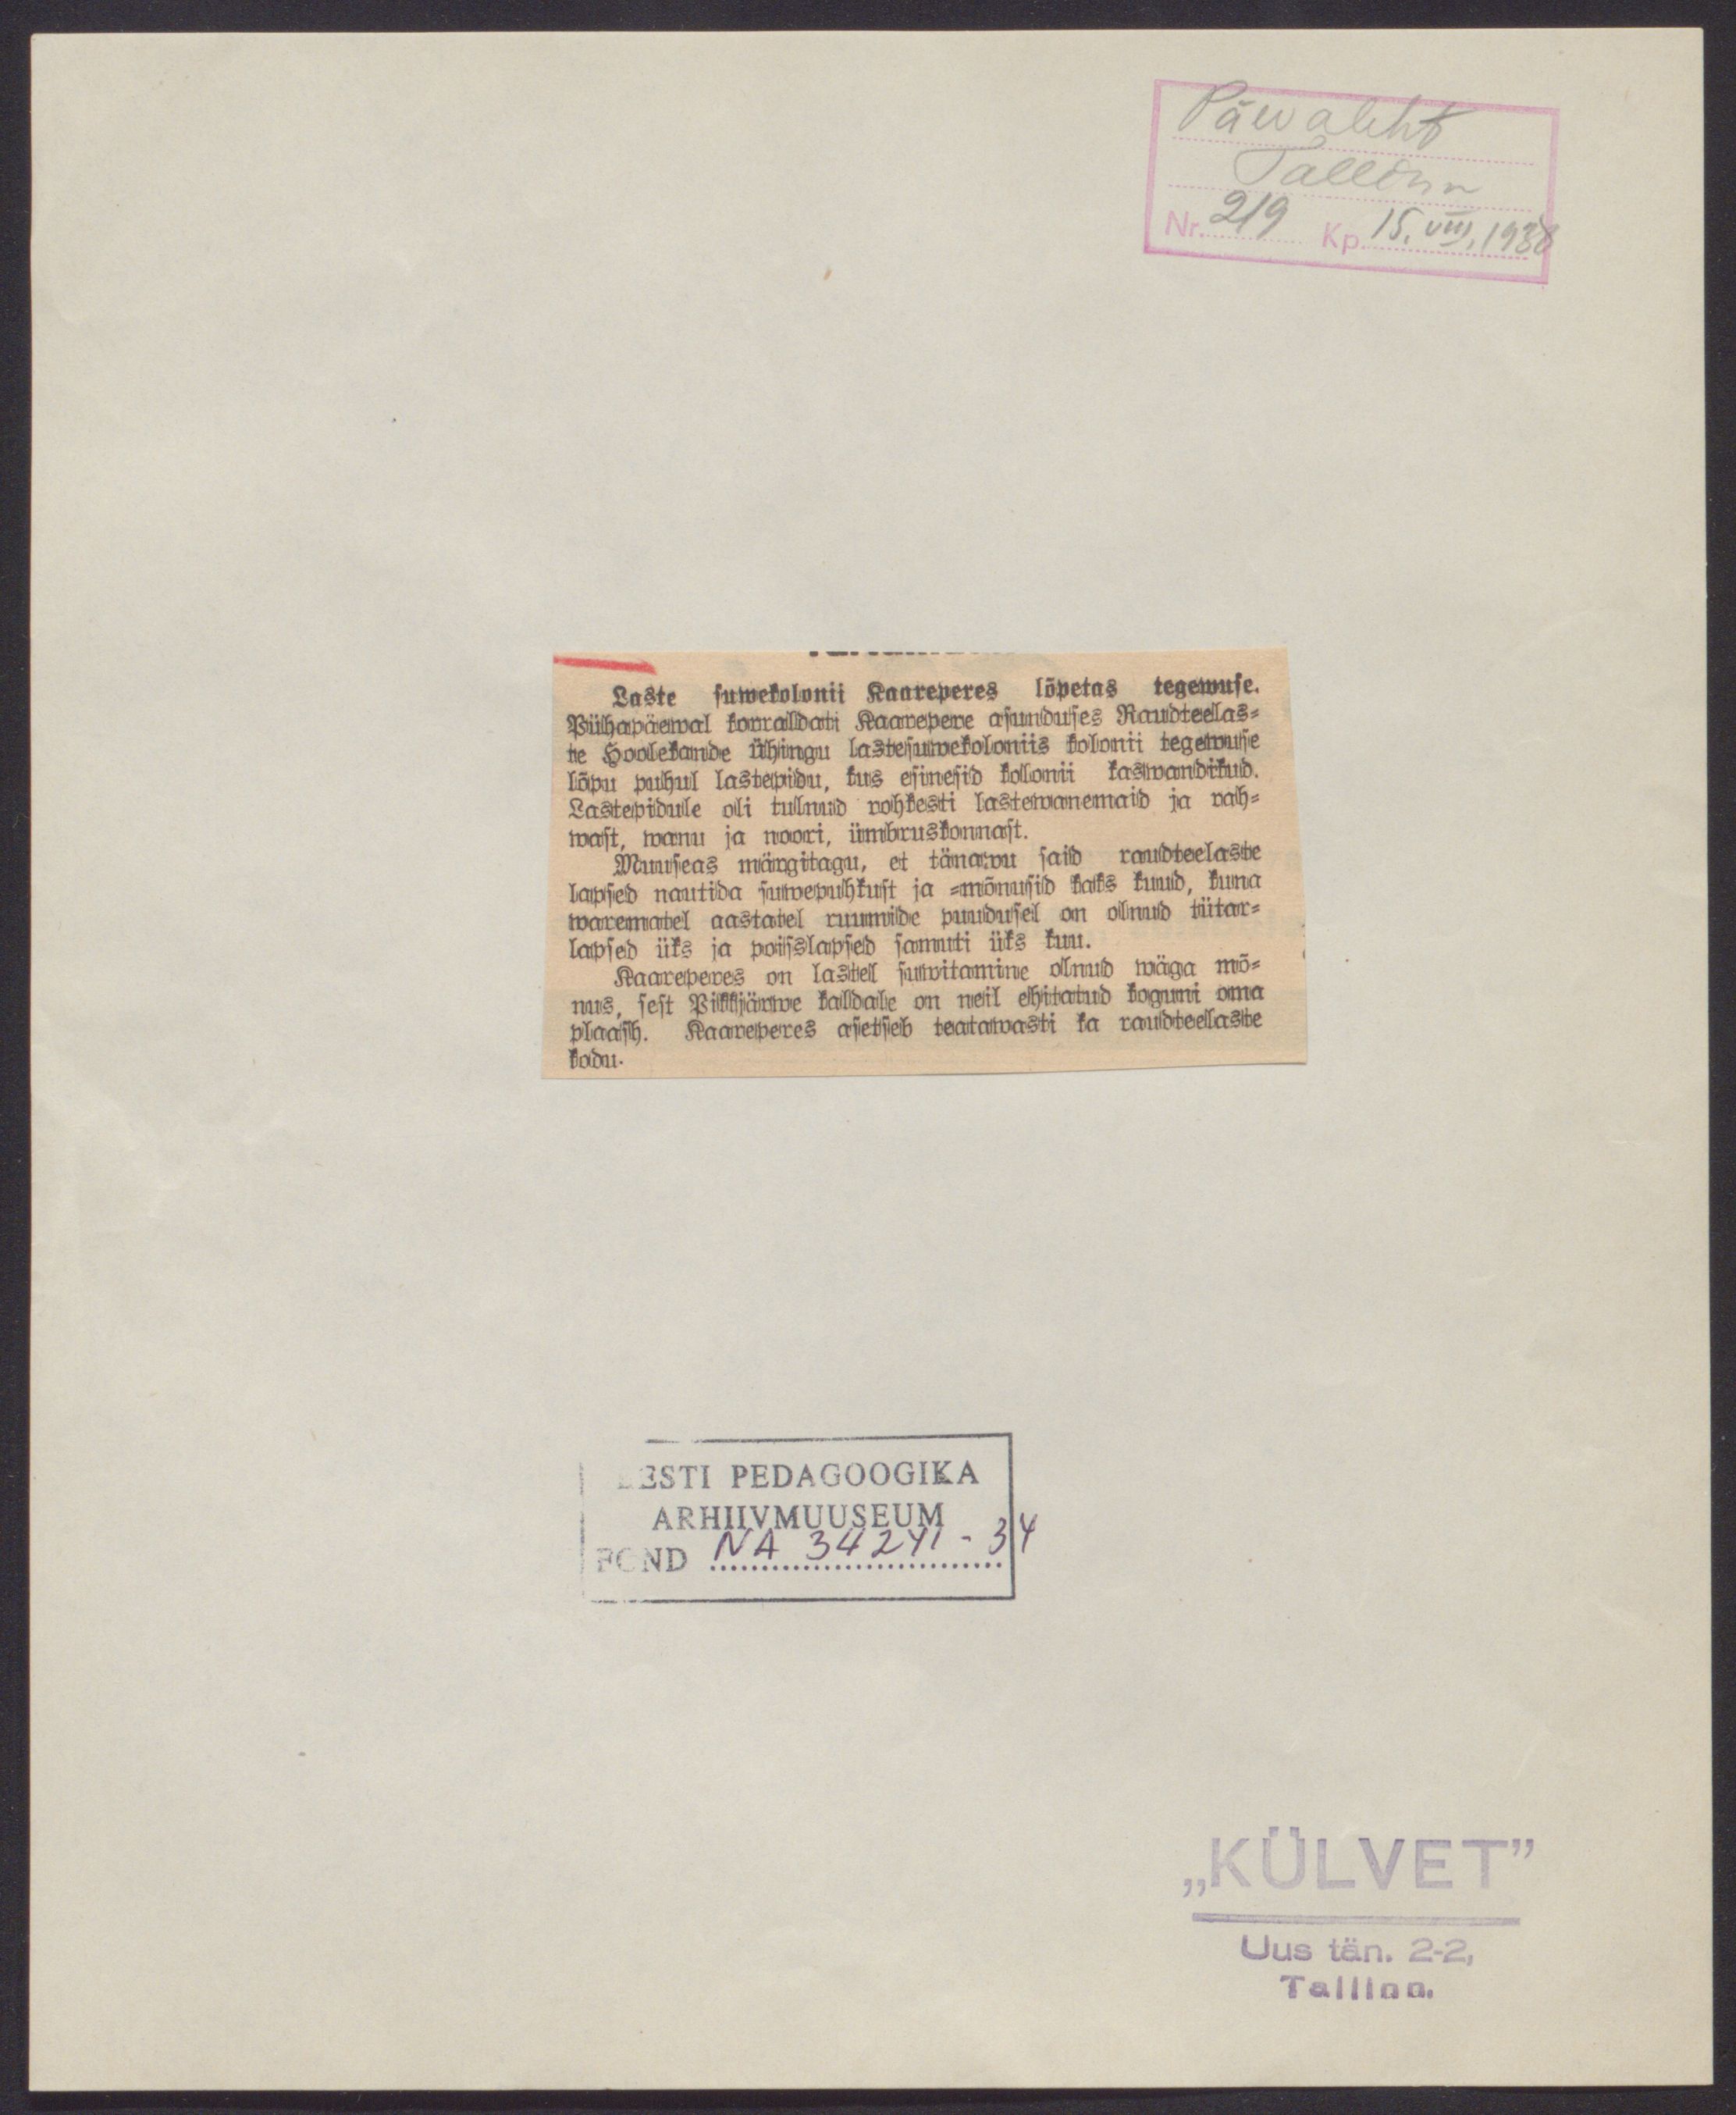 Päwaleht
Tallinn
Nr. 219 Kp. 15. VIII. 1938
Laste suwekolonii Kaareperes lõpetas tegewuse.
Pühapäewal korraldati Kaarepere asunduses Raudteelas-
te Hoolekande Ühingu lastesuwekoloniis kolonii tegewuse
lõpu puhul lastepidu, kus esinesid kolonii kaswandikud.
Lastepidule oli tulnud rohkesti lastewanemaid ja rah-
wast, wanu ja noori, ümbruskonnast.
Muuseas märgitagu, et tänawu said raudteelaste
lapsed nautida suwepuhkust ja -mõnusid kaks kuud, kuna
warematel aastatel ruumide puudusel on olnud tütar-
lapsed üks ja poisslapsed samuti üks kuu.
Kaareperes on lastel suwitamine olnud wäga mõ-
nus, sest Pikkjärwe kaldale on neil ehitatud koguni oma
plaash. Kaareperes asetseb teatawasti ka raudteelaste
kodu.
EESTI PEDAGOOGIKA
ARHIIVMUUSEUM
FOND NA 34241-34
„KÜLVET”
Uus tän. 2-2,
Tallinn.